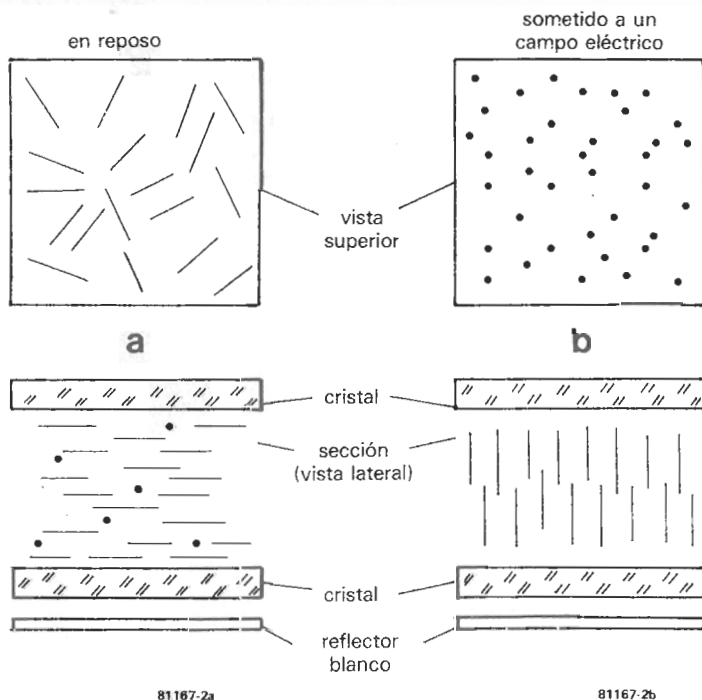 en reposo
sometido a un
campo eléctrico
vista
superior
a
b
cristal
sección
(vista lateral)
cristal
reflector
blanco
81167-2a
81167-2b